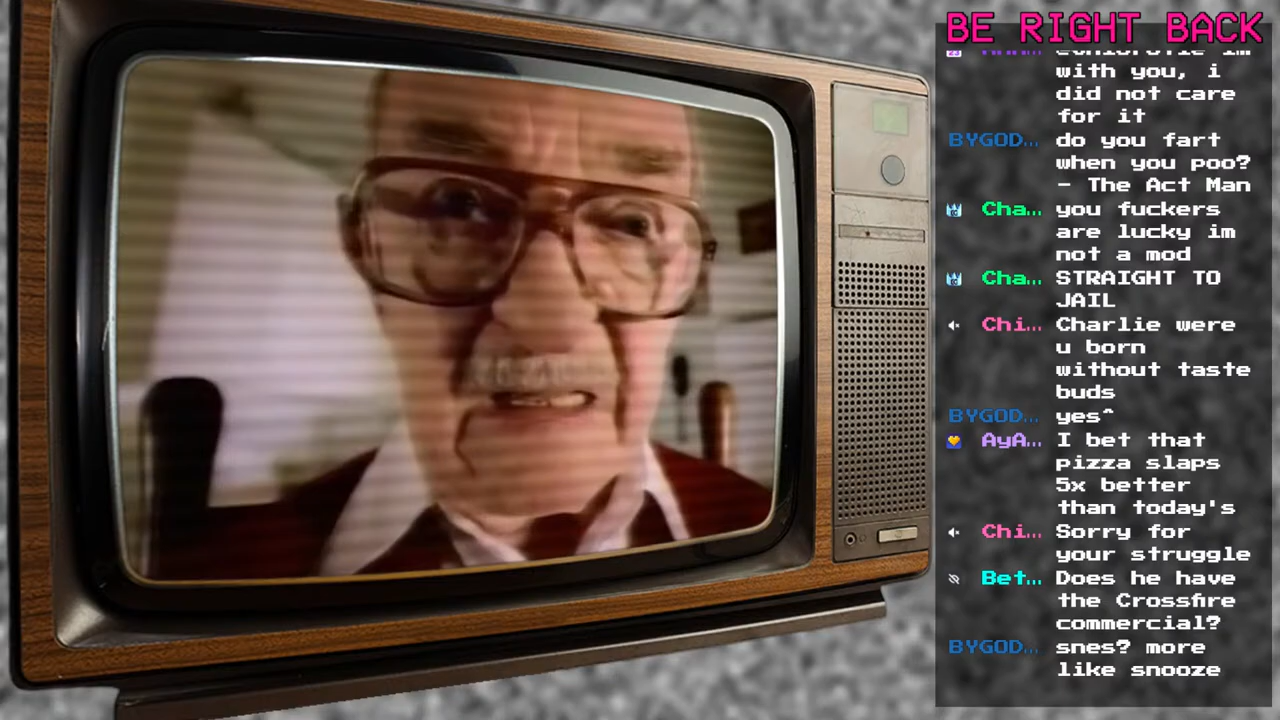 BE RIGHT BACK
with you, i
did not care
for it
BYGOD... do you fart
when you poo?
- The Act Man
Cha... you fuckers
are lucky im
not a mod
Cha... STRAIGHT TO
JAIL
Chi... Charlie were
u born
without taste
buds
BYGOD... yes^
AyA... I bet that
pizza slaps
5x better
than today's
Chi... Sorry for
your struggle
Bet... Does he have
the Crossfire
commercial?
BYGOD... snes? more
like snooze